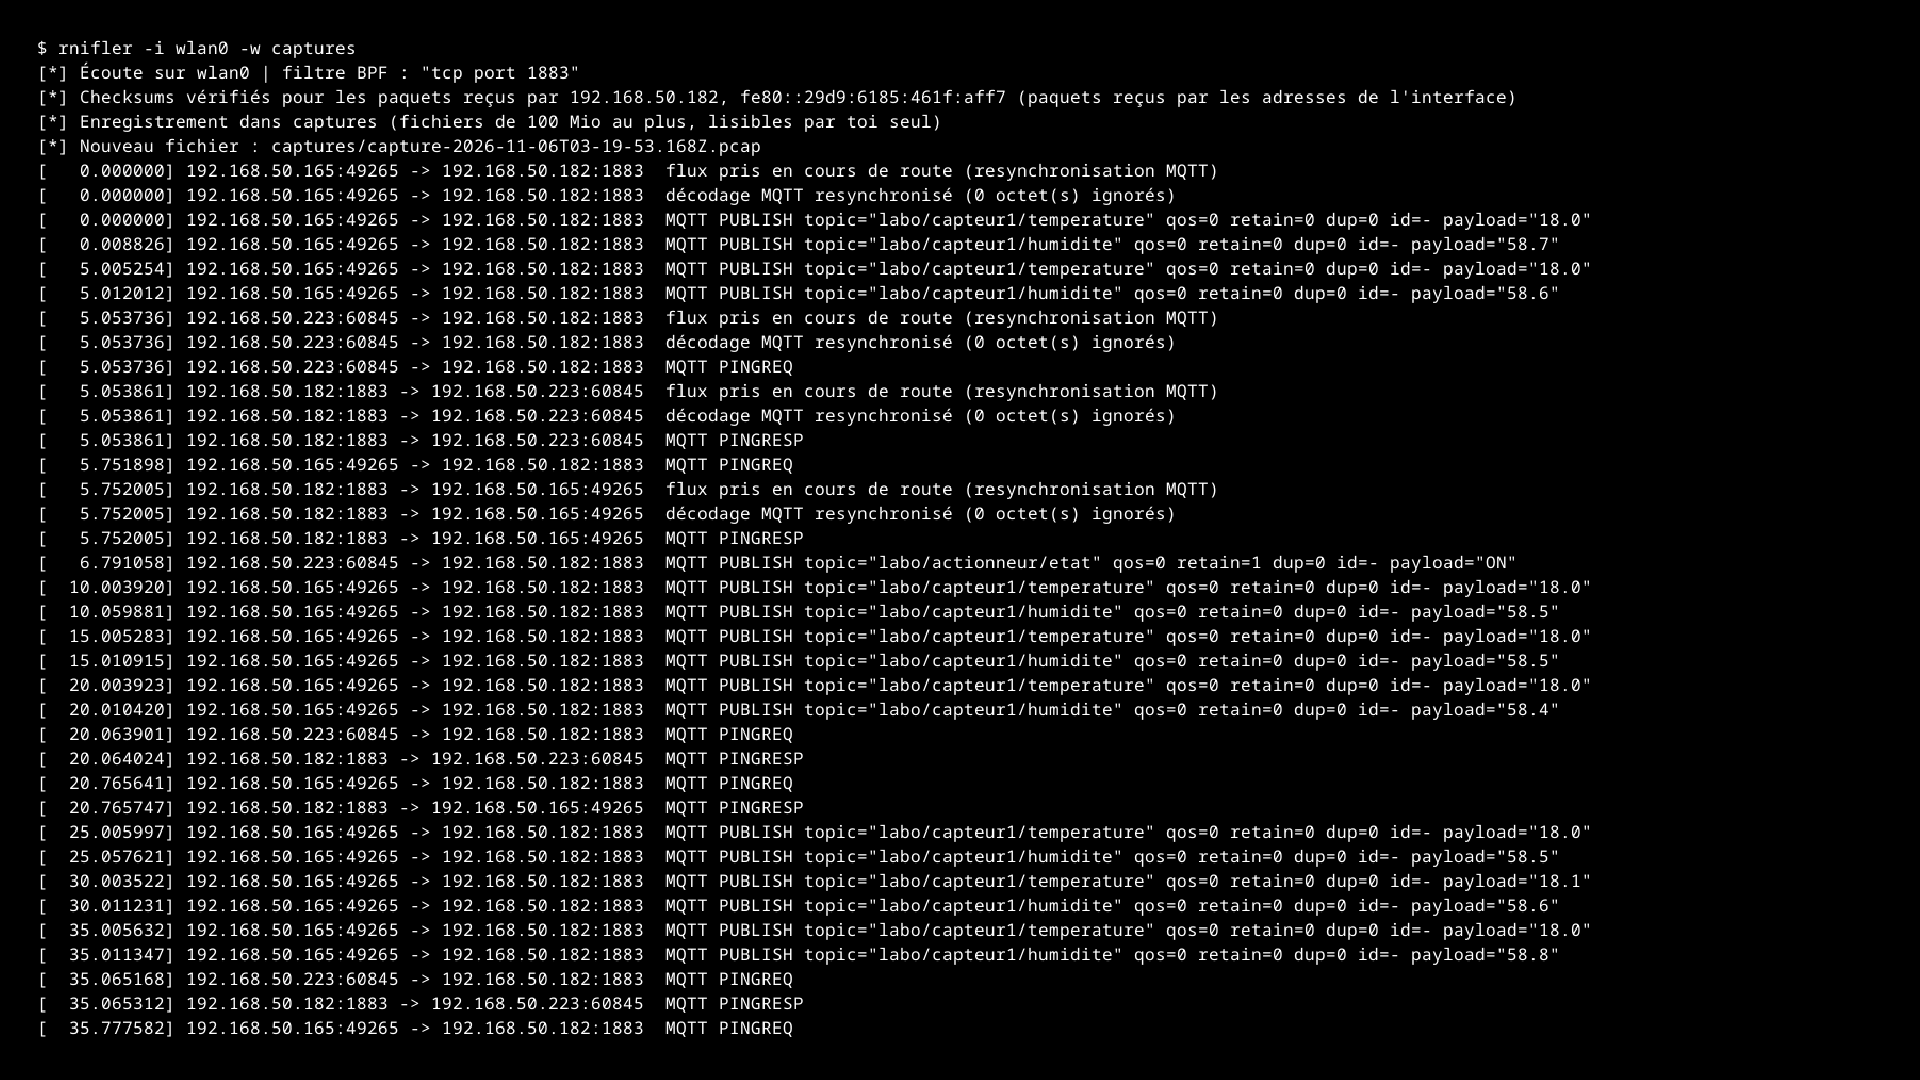 $ rnifler -i wlan0 -w captures
[*] Écoute sur wlan0 | filtre BPF : "tcp port 1883"
[*] Checksums vérifiés pour les paquets reçus par 192.168.50.182, fe80::29d9:6185:461f:aff7 (paquets reçus par les adresses de l'interface)
[*] Enregistrement dans captures (fichiers de 100 Mio au plus, lisibles par toi seul)
[*] Nouveau fichier : captures/capture-2026-11-06T03-19-53.168Z.pcap
[   0.000000] 192.168.50.165:49265 -> 192.168.50.182:1883  flux pris en cours de route (resynchronisation MQTT)
[   0.000000] 192.168.50.165:49265 -> 192.168.50.182:1883  décodage MQTT resynchronisé (0 octet(s) ignorés)
[   0.000000] 192.168.50.165:49265 -> 192.168.50.182:1883  MQTT PUBLISH topic="labo/capteur1/temperature" qos=0 retain=0 dup=0 id=- payload="18.0"
[   0.008826] 192.168.50.165:49265 -> 192.168.50.182:1883  MQTT PUBLISH topic="labo/capteur1/humidite" qos=0 retain=0 dup=0 id=- payload="58.7"
[   5.005254] 192.168.50.165:49265 -> 192.168.50.182:1883  MQTT PUBLISH topic="labo/capteur1/temperature" qos=0 retain=0 dup=0 id=- payload="18.0"
[   5.012012] 192.168.50.165:49265 -> 192.168.50.182:1883  MQTT PUBLISH topic="labo/capteur1/humidite" qos=0 retain=0 dup=0 id=- payload="58.6"
[   5.053736] 192.168.50.223:60845 -> 192.168.50.182:1883  flux pris en cours de route (resynchronisation MQTT)
[   5.053736] 192.168.50.223:60845 -> 192.168.50.182:1883  décodage MQTT resynchronisé (0 octet(s) ignorés)
[   5.053736] 192.168.50.223:60845 -> 192.168.50.182:1883  MQTT PINGREQ
[   5.053861] 192.168.50.182:1883 -> 192.168.50.223:60845  flux pris en cours de route (resynchronisation MQTT)
[   5.053861] 192.168.50.182:1883 -> 192.168.50.223:60845  décodage MQTT resynchronisé (0 octet(s) ignorés)
[   5.053861] 192.168.50.182:1883 -> 192.168.50.223:60845  MQTT PINGRESP
[   5.751898] 192.168.50.165:49265 -> 192.168.50.182:1883  MQTT PINGREQ
[   5.752005] 192.168.50.182:1883 -> 192.168.50.165:49265  flux pris en cours de route (resynchronisation MQTT)
[   5.752005] 192.168.50.182:1883 -> 192.168.50.165:49265  décodage MQTT resynchronisé (0 octet(s) ignorés)
[   5.752005] 192.168.50.182:1883 -> 192.168.50.165:49265  MQTT PINGRESP
[   6.791058] 192.168.50.223:60845 -> 192.168.50.182:1883  MQTT PUBLISH topic="labo/actionneur/etat" qos=0 retain=1 dup=0 id=- payload="ON"
[  10.003920] 192.168.50.165:49265 -> 192.168.50.182:1883  MQTT PUBLISH topic="labo/capteur1/temperature" qos=0 retain=0 dup=0 id=- payload="18.0"
[  10.059881] 192.168.50.165:49265 -> 192.168.50.182:1883  MQTT PUBLISH topic="labo/capteur1/humidite" qos=0 retain=0 dup=0 id=- payload="58.5"
[  15.005283] 192.168.50.165:49265 -> 192.168.50.182:1883  MQTT PUBLISH topic="labo/capteur1/temperature" qos=0 retain=0 dup=0 id=- payload="18.0"
[  15.010915] 192.168.50.165:49265 -> 192.168.50.182:1883  MQTT PUBLISH topic="labo/capteur1/humidite" qos=0 retain=0 dup=0 id=- payload="58.5"
[  20.003923] 192.168.50.165:49265 -> 192.168.50.182:1883  MQTT PUBLISH topic="labo/capteur1/temperature" qos=0 retain=0 dup=0 id=- payload="18.0"
[  20.010420] 192.168.50.165:49265 -> 192.168.50.182:1883  MQTT PUBLISH topic="labo/capteur1/humidite" qos=0 retain=0 dup=0 id=- payload="58.4"
[  20.063901] 192.168.50.223:60845 -> 192.168.50.182:1883  MQTT PINGREQ
[  20.064024] 192.168.50.182:1883 -> 192.168.50.223:60845  MQTT PINGRESP
[  20.765641] 192.168.50.165:49265 -> 192.168.50.182:1883  MQTT PINGREQ
[  20.765747] 192.168.50.182:1883 -> 192.168.50.165:49265  MQTT PINGRESP
[  25.005997] 192.168.50.165:49265 -> 192.168.50.182:1883  MQTT PUBLISH topic="labo/capteur1/temperature" qos=0 retain=0 dup=0 id=- payload="18.0"
[  25.057621] 192.168.50.165:49265 -> 192.168.50.182:1883  MQTT PUBLISH topic="labo/capteur1/humidite" qos=0 retain=0 dup=0 id=- payload="58.5"
[  30.003522] 192.168.50.165:49265 -> 192.168.50.182:1883  MQTT PUBLISH topic="labo/capteur1/temperature" qos=0 retain=0 dup=0 id=- payload="18.1"
[  30.011231] 192.168.50.165:49265 -> 192.168.50.182:1883  MQTT PUBLISH topic="labo/capteur1/humidite" qos=0 retain=0 dup=0 id=- payload="58.6"
[  35.005632] 192.168.50.165:49265 -> 192.168.50.182:1883  MQTT PUBLISH topic="labo/capteur1/temperature" qos=0 retain=0 dup=0 id=- payload="18.0"
[  35.011347] 192.168.50.165:49265 -> 192.168.50.182:1883  MQTT PUBLISH topic="labo/capteur1/humidite" qos=0 retain=0 dup=0 id=- payload="58.8"
[  35.065168] 192.168.50.223:60845 -> 192.168.50.182:1883  MQTT PINGREQ
[  35.065312] 192.168.50.182:1883 -> 192.168.50.223:60845  MQTT PINGRESP
[  35.777582] 192.168.50.165:49265 -> 192.168.50.182:1883  MQTT PINGREQ